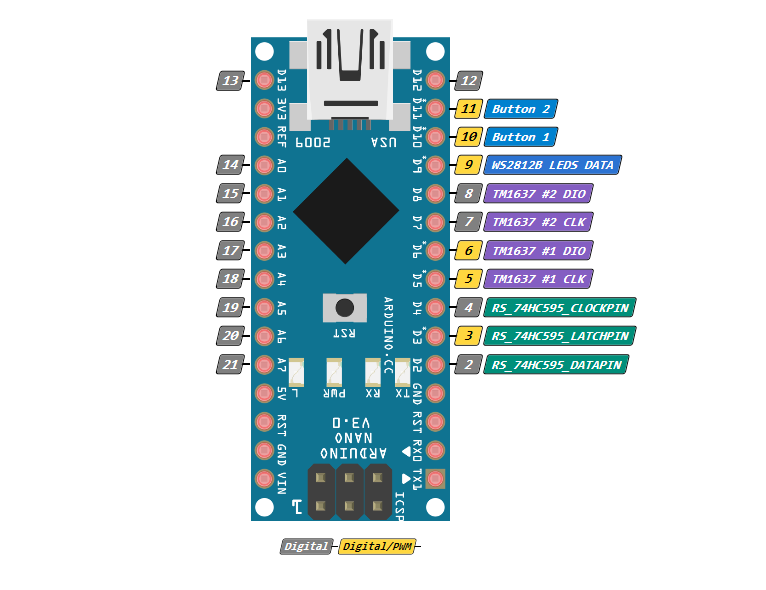 13 D13 D12 12
3V3 D11* 11 Button 2
REF D10* 10 Button 1
POO5 USA
14 A0 D9* 9 WS2812B LEDS DATA
15 A1 D8 8 TM1637 #2 DIO
16 A2 D7 7 TM1637 #2 CLK
17 A3 D6* 6 TM1637 #1 DIO
18 A4 D5* 5 TM1637 #1 CLK
19 A5 D4 4 RS_74HC595_CLOCKPIN
20 A6 D3* 3 RS_74HC595_LATCHPIN
RST
ARDUINO.CC
21 A7 D2 2 RS_74HC595_DATAPIN
5V GND
L PWR RX TX
RST RST
GND RX0
VIN TX1
V3.0
NANO
ARDUINO
1 ICSP
Digital Digital/PWM